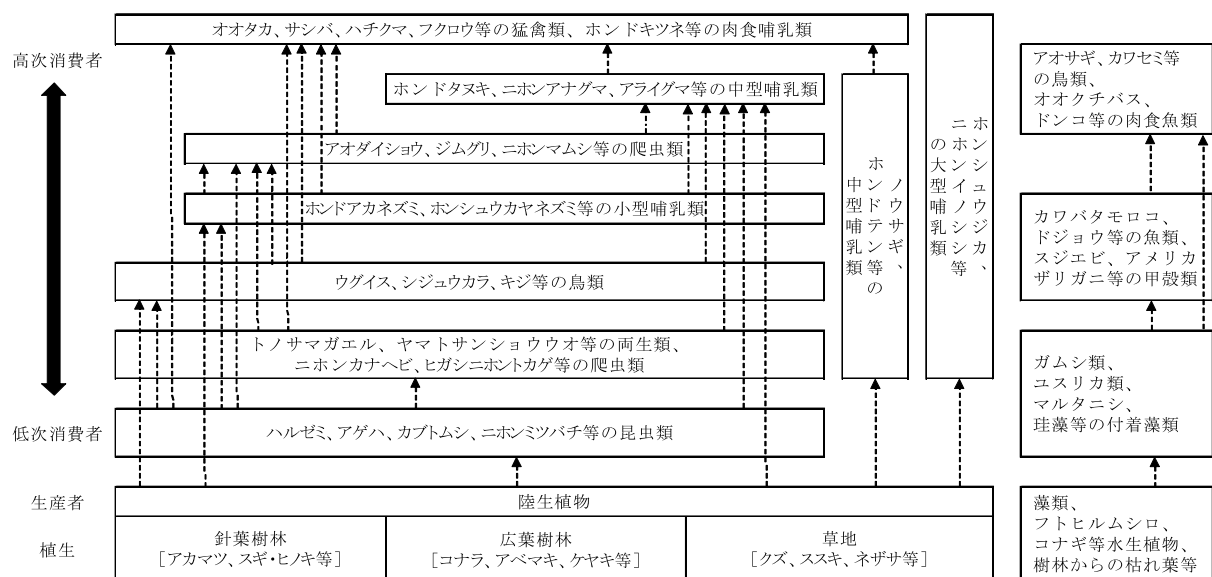 オオタカ、サシバ、ハチクマ、フクロウ等の猛禽類、ホンドキツネ等の肉食哺乳類
高次消費者
ホンドタヌキ、ニホンアナグマ、アライグマ等の中型哺乳類
アオダイショウ、ジムグリ、ニホンマムシ等の爬虫類
ホンドアカネズミ、ホンシュウカヤネズミ等の小型哺乳類
ウグイス、シジュウカラ、キジ等の鳥類
トノサマガエル、ヤマトサンショウウオ等の両生類、
ニホンカナヘビ、ヒガシニホントカゲ等の爬虫類
低次消費者
ハルゼミ、アゲハ、カブトムシ、ニホンミツバチ等の昆虫類
ノウサギ、
ホンドテン等の
中型哺乳類
ホンシュウジカ、
ニホンイノシシ等
の大型哺乳類
生産者
陸生植物
植生
針葉樹林
[アカマツ、スギ・ヒノキ等]
広葉樹林
[コナラ、アベマキ、ケヤキ等]
草地
[クズ、ススキ、ネザサ等]
アオサギ、カワセミ等
の鳥類、
オオクチバス、
ドンコ等の肉食魚類
カワバタモロコ、
ドジョウ等の魚類、
スジエビ、アメリカ
ザリガニ等の甲殻類
ガムシ類、
ユスリカ類、
マルタニシ、
珪藻等の付着藻類
藻類、
フトヒルムシロ、
コナギ等水生植物、
樹林からの枯れ葉等